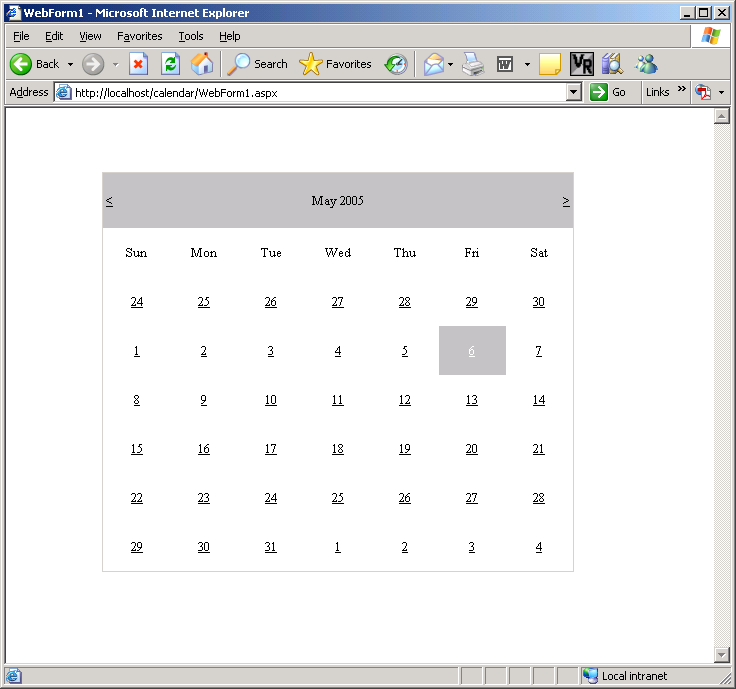 WebForm1 - Microsoft Internet Explorer
File Edit View Favorites Tools Help
Back Search Favorites W VR
Address http://localhost/calendar/WebForm1.aspx Go Links »
< May 2005 >
Sun Mon Tue Wed Thu Fri Sat
24 25 26 27 28 29 30
1 2 3 4 5 6 7
8 9 10 11 12 13 14
15 16 17 18 19 20 21
22 23 24 25 26 27 28
29 30 31 1 2 3 4
Local intranet